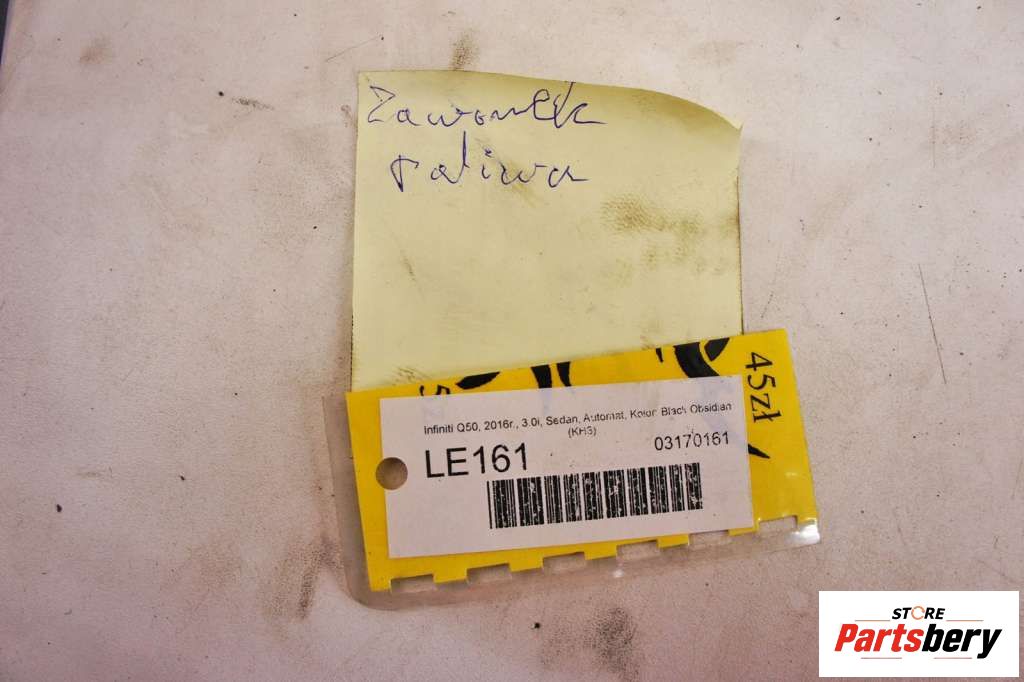 Zaworek
Paliwa
45zł
Infiniti Q50, 2016r., 3.0i, Sedan, Automat, Kolor: Black Obsidian
(KH3)
LE161
03170161
STORE
Partsbery